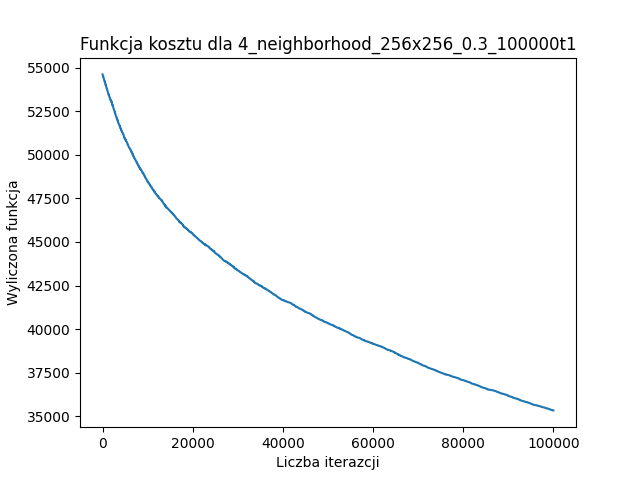 Funkcja kosztu dla 4_neighborhood_256x256_0.3_100000t1
55000
52500
50000
47500
45000
42500
40000
37500
35000
Wyliczona funkcja
0 20000 40000 60000 80000 100000
Liczba iterazcji